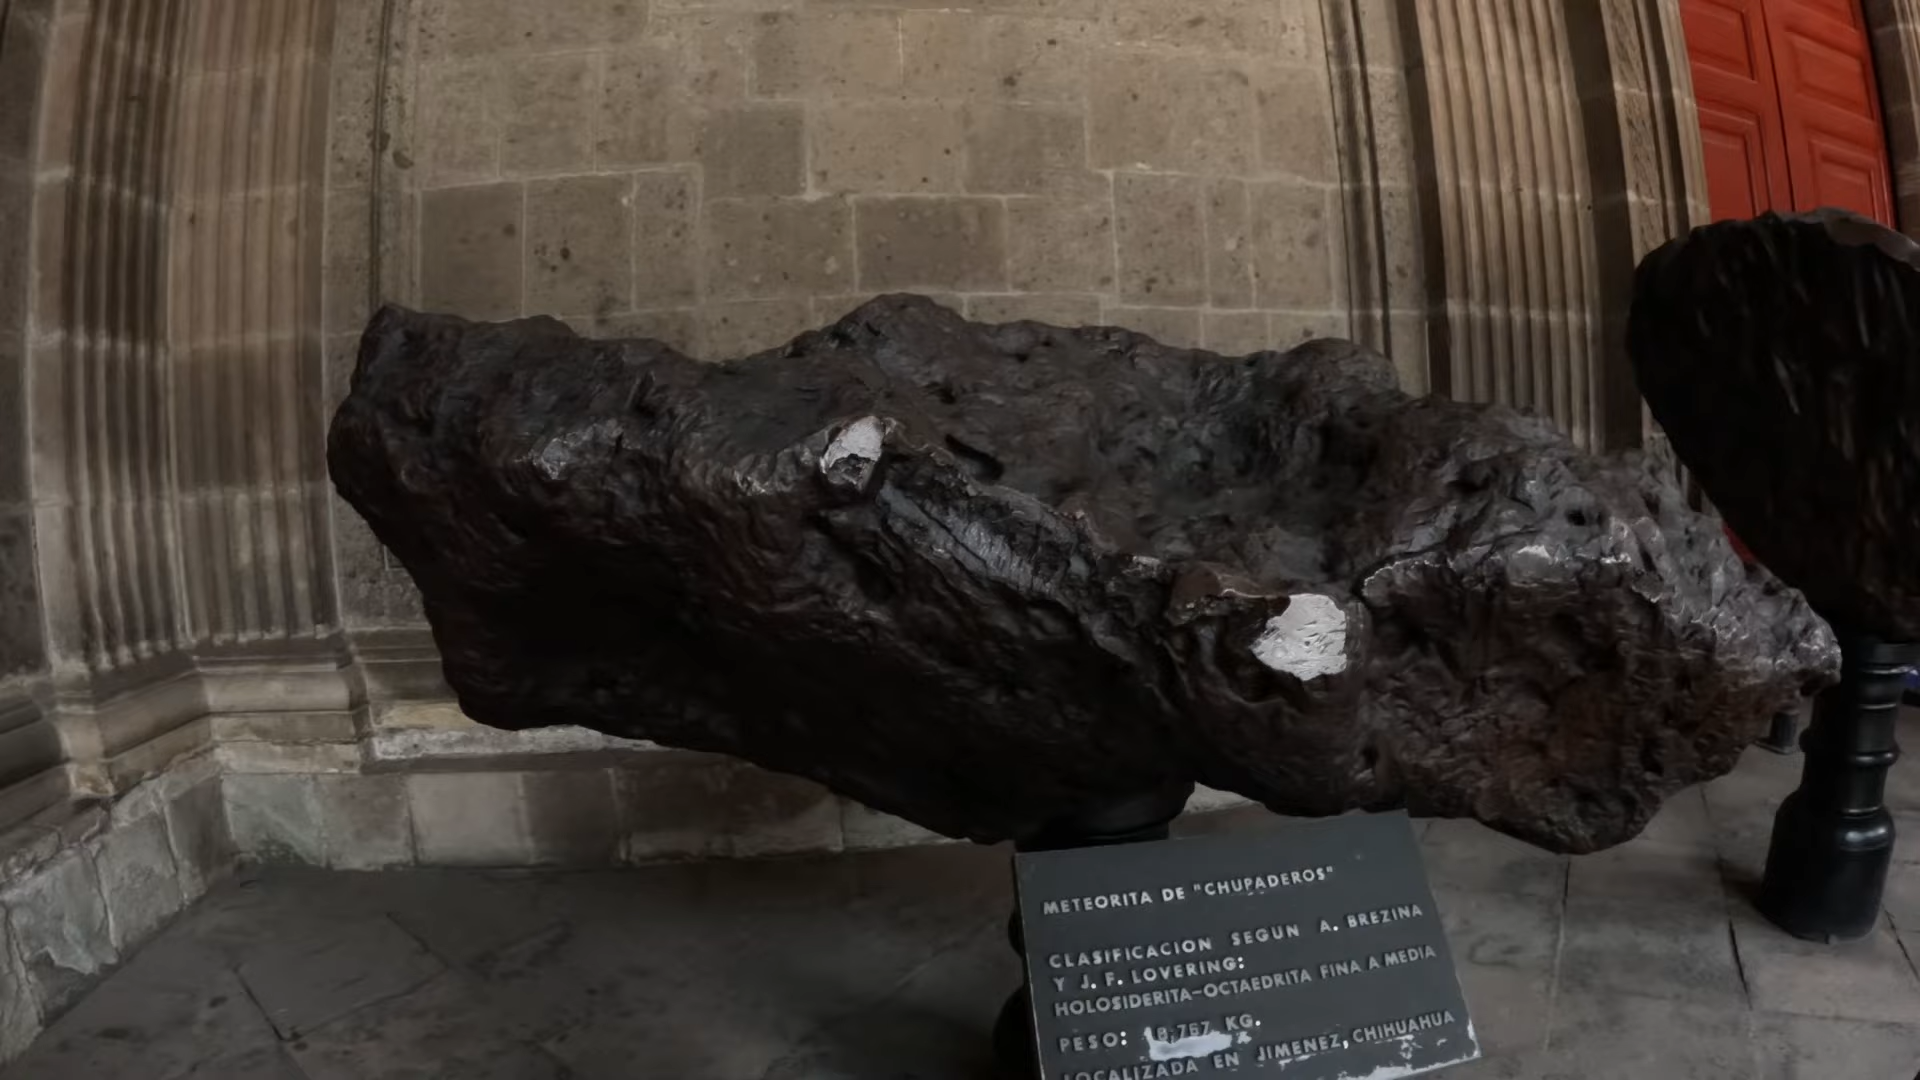 METEORITA DE "CHUPADEROS"
CLASIFICACION SEGUN A. BREZINA
Y J. F. LOVERING:
HOLOSIDERITA-OCTAEDRITA FINA A MEDIA
PESO: KG.
LOCALIZADA EN JIMENEZ, CHIHUAHUA